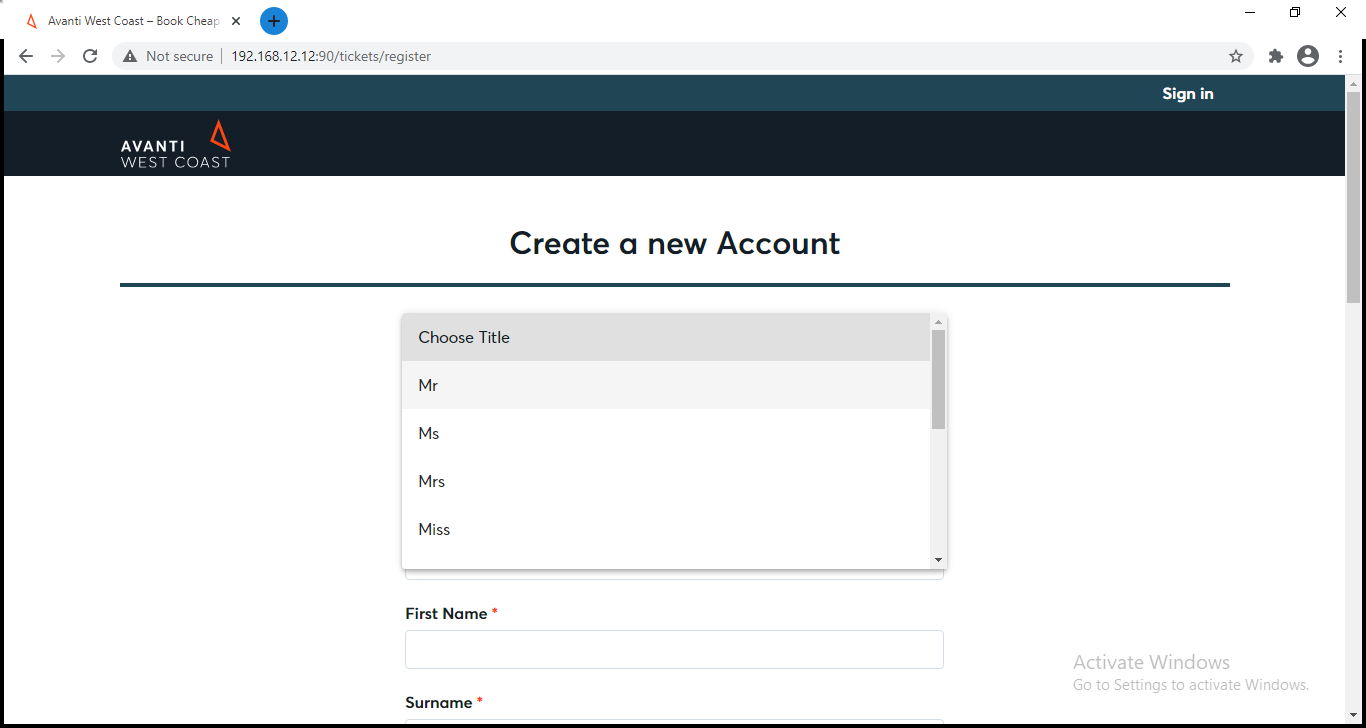 Avanti West Coast – Book Cheap
Not secure
192.168.12.12:90/tickets/register
Sign in
AVANTI
WEST COAST
Create a new Account
Choose Title
Mr
Ms
Mrs
Miss
First Name *
Surname *
Activate Windows
Go to Settings to activate Windows.